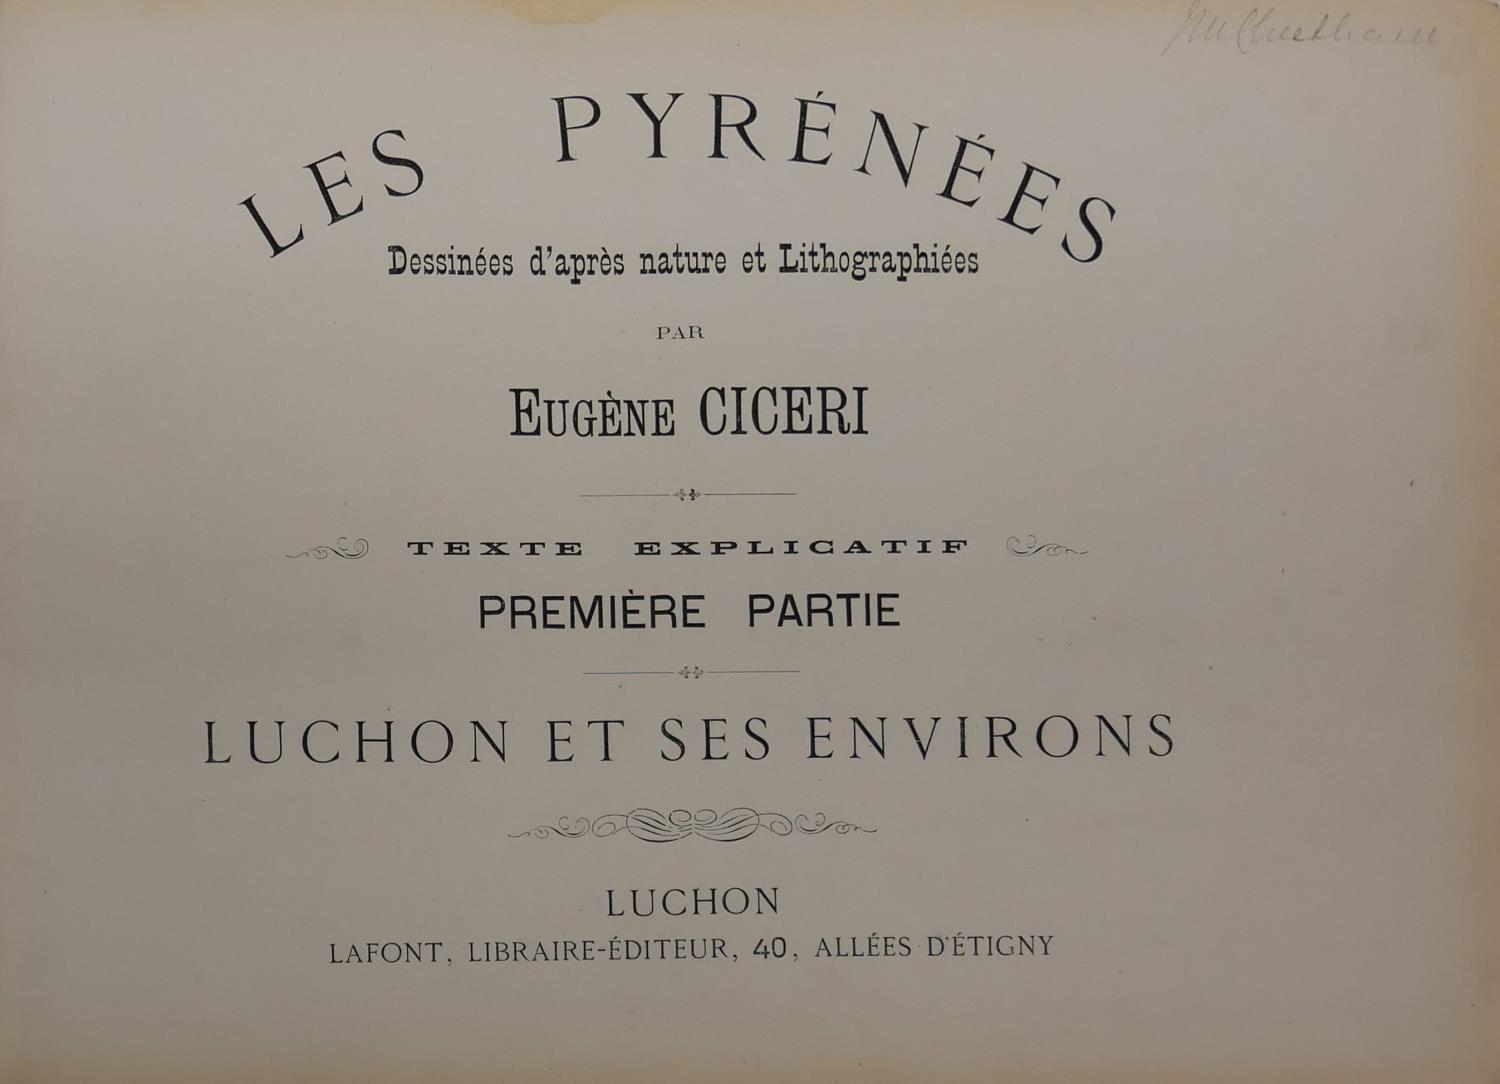 LES PYRÉNÉES
Dessinées d'après nature et Lithographiées
PAR
EUGÈNE CICERI
TEXTE EXPLICATIF
PREMIÈRE PARTIE
LUCHON ET SES ENVIRONS
LUCHON
LAFONT, LIBRAIRE-ÉDITEUR, 40, ALLÉES D'ÉTIGNY